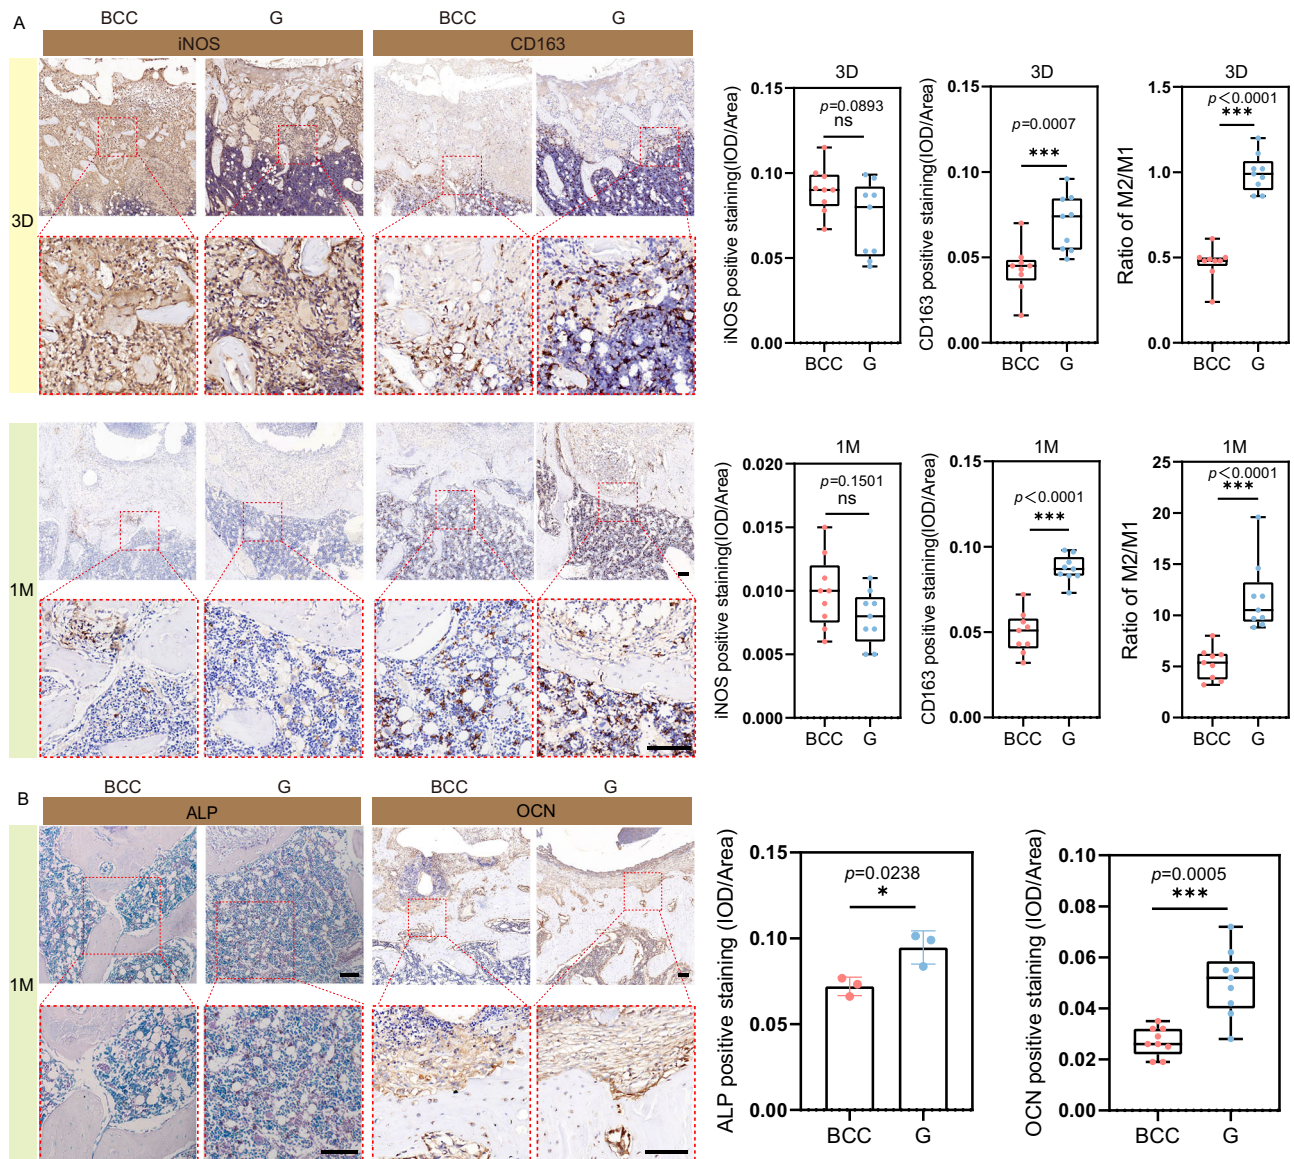 A
BCC G BCC G
iNOS CD163
3D
1M
3D
p=0.0893
ns
iNOS positive staining(IOD/Area)
0.15
0.10
0.05
0.00
BCC G
3D
p=0.0007
***
CD163 positive staining(IOD/Area)
0.15
0.10
0.05
0.00
BCC G
3D
p<0.0001
***
Ratio of M2/M1
1.5
1.0
0.5
0.0
BCC G
1M
p=0.1501
ns
iNOS positive staining(IOD/Area)
0.020
0.015
0.010
0.005
0.000
BCC G
1M
p<0.0001
***
CD163 positive staining(IOD/Area)
0.15
0.10
0.05
0.00
BCC G
1M
p<0.0001
***
Ratio of M2/M1
25
20
15
10
5
0
BCC G
B
BCC G BCC G
ALP OCN
1M
p=0.0238
*
ALP positive staining (IOD/Area)
0.15
0.10
0.05
0.00
BCC G
p=0.0005
***
OCN positive staining (IOD/Area)
0.10
0.08
0.06
0.04
0.02
0.00
BCC G